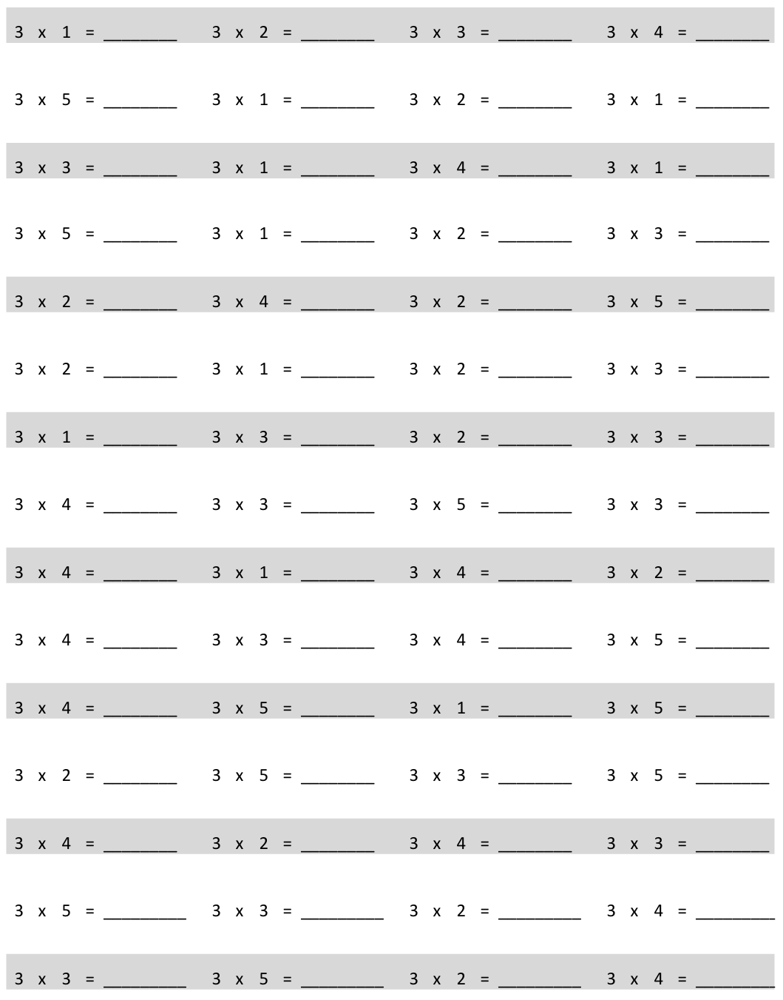 3 x 1 = ________ 3 x 2 = ________ 3 x 3 = ________ 3 x 4 = ________
3 x 5 = ________ 3 x 1 = ________ 3 x 2 = ________ 3 x 1 = ________
3 x 3 = ________ 3 x 1 = ________ 3 x 4 = ________ 3 x 1 = ________
3 x 5 = ________ 3 x 1 = ________ 3 x 2 = ________ 3 x 3 = ________
3 x 2 = ________ 3 x 4 = ________ 3 x 2 = ________ 3 x 5 = ________
3 x 2 = ________ 3 x 1 = ________ 3 x 2 = ________ 3 x 3 = ________
3 x 1 = ________ 3 x 3 = ________ 3 x 2 = ________ 3 x 3 = ________
3 x 4 = ________ 3 x 3 = ________ 3 x 5 = ________ 3 x 3 = ________
3 x 4 = ________ 3 x 1 = ________ 3 x 4 = ________ 3 x 2 = ________
3 x 4 = ________ 3 x 3 = ________ 3 x 4 = ________ 3 x 5 = ________
3 x 4 = ________ 3 x 5 = ________ 3 x 1 = ________ 3 x 5 = ________
3 x 2 = ________ 3 x 5 = ________ 3 x 3 = ________ 3 x 5 = ________
3 x 4 = ________ 3 x 2 = ________ 3 x 4 = ________ 3 x 3 = ________
3 x 5 = _________ 3 x 3 = _________ 3 x 2 = _________ 3 x 4 = _________
3 x 3 = _________ 3 x 5 = _________ 3 x 2 = _________ 3 x 4 = _________